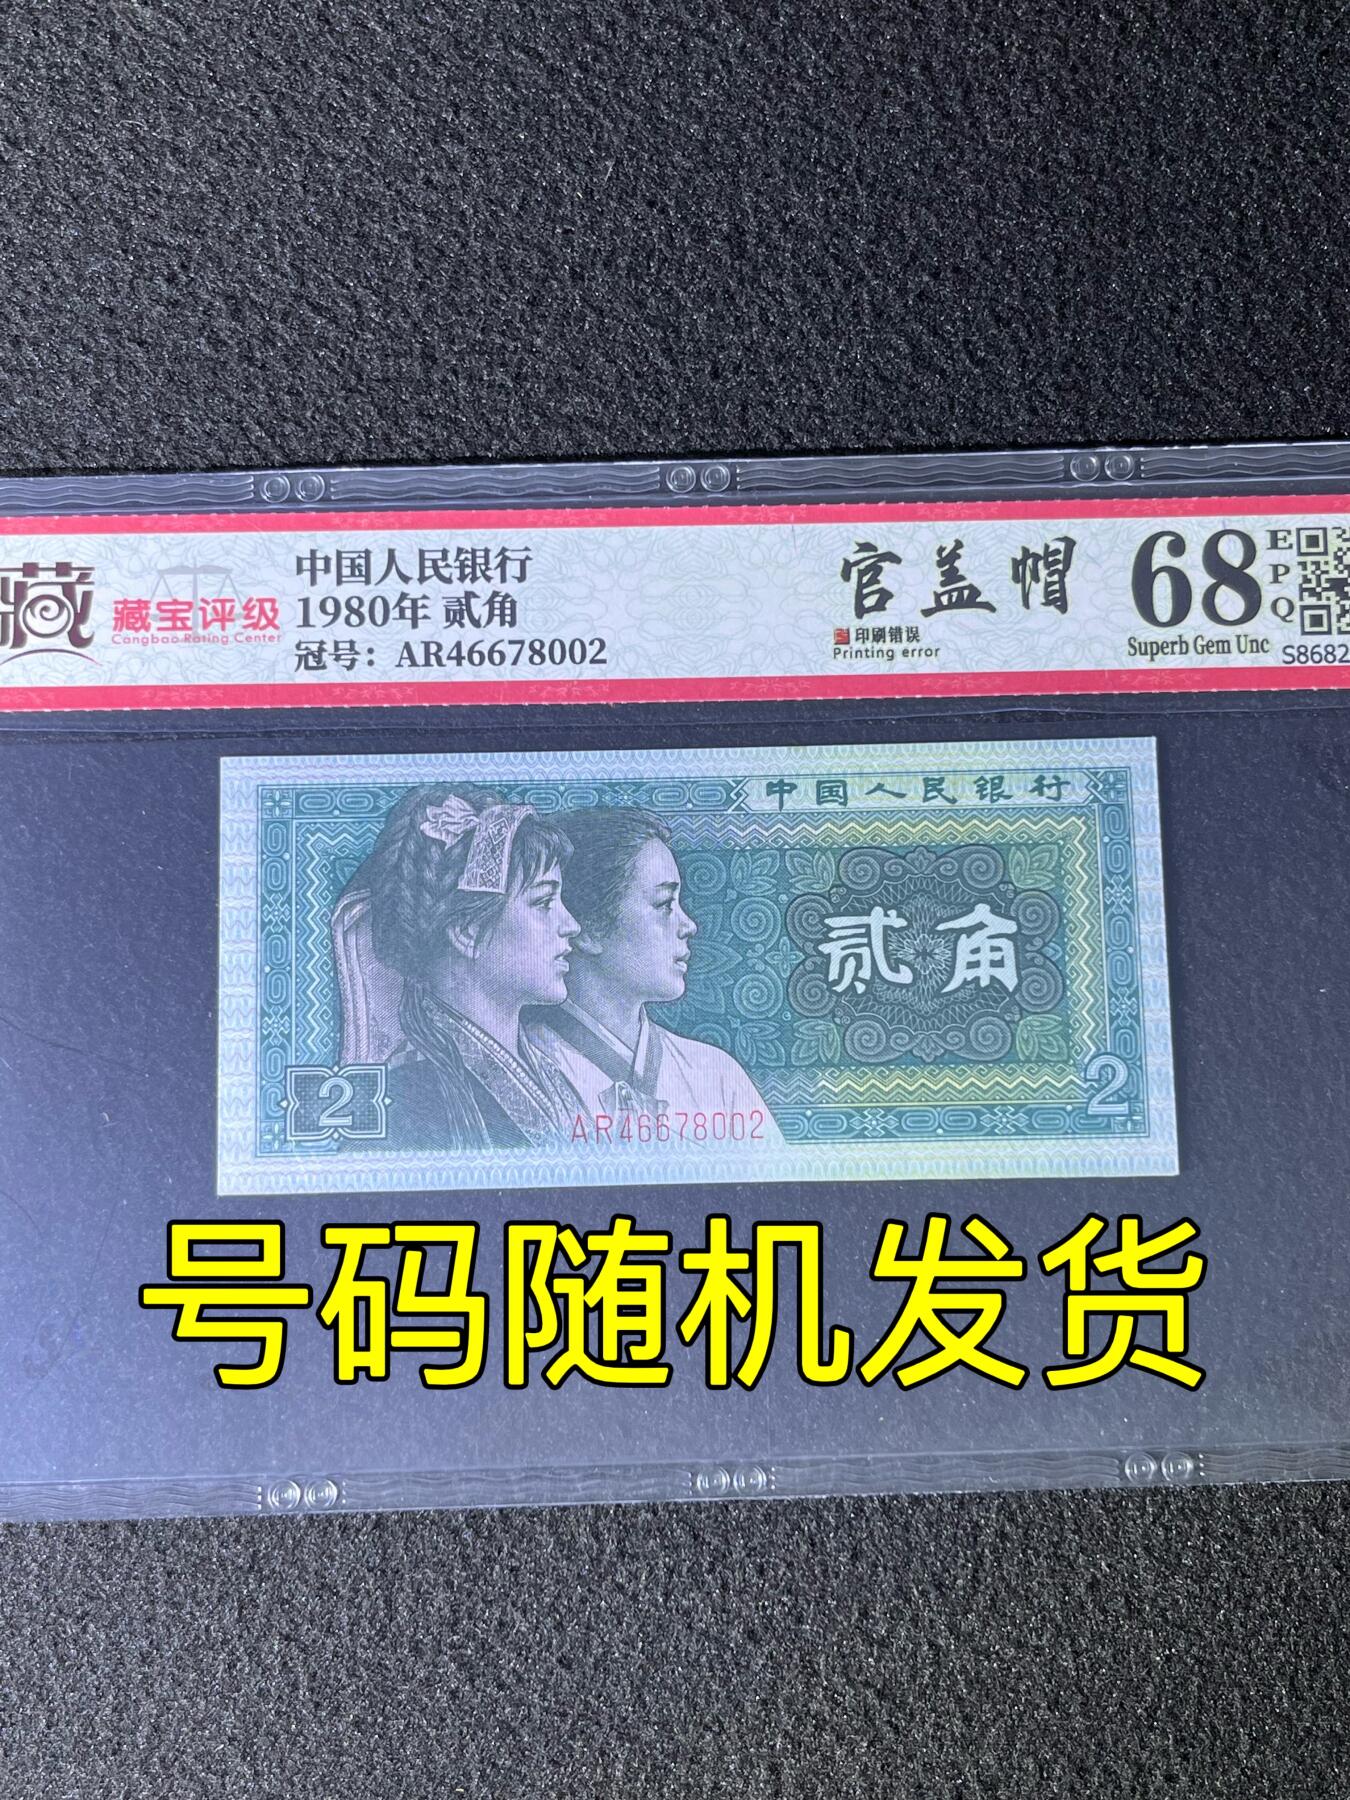 藏
藏宝评级
Cangbao Rating Center
中国人民银行
1980年 贰角
冠号：AR46678002
官盖帽
印刷错误
Printing error
68
EPQ
Superb Gem Unc
S8682
中国人民银行
贰角
2
2
AR46678002
号码随机发货